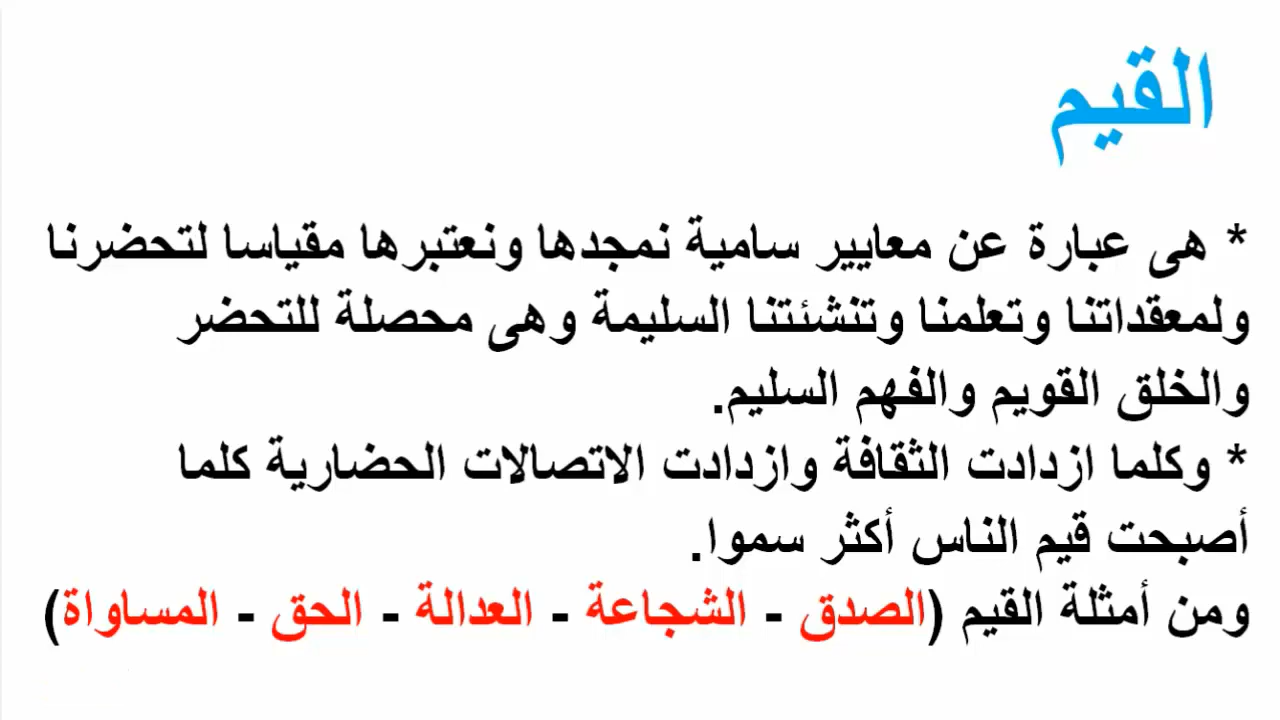 القيم
* هى عبارة عن معايير سامية نمجدها ونعتبرها مقياسا لتحضرنا
ولمعقداتنا وتعلمنا وتنشئتنا السليمة وهى محصلة للتحضر
والخلق القويم والفهم السليم.
* وكلما ازدادت الثقافة وازدادت الاتصالات الحضارية كلما
أصبحت قيم الناس أكثر سموا.
ومن أمثلة القيم (الصدق - الشجاعة - العدالة - الحق - المساواة)